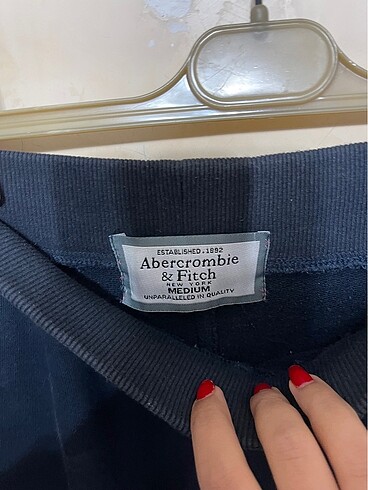 ESTABLISHED.1892
Abercrombie
& Fitch
NEW YORK
MEDIUM
UNPARALLELED IN QUALITY